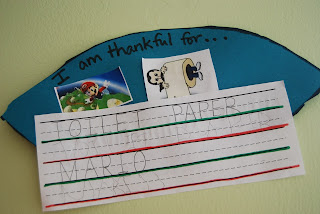 I am thankful for...
TOILET PAPER
MARIO